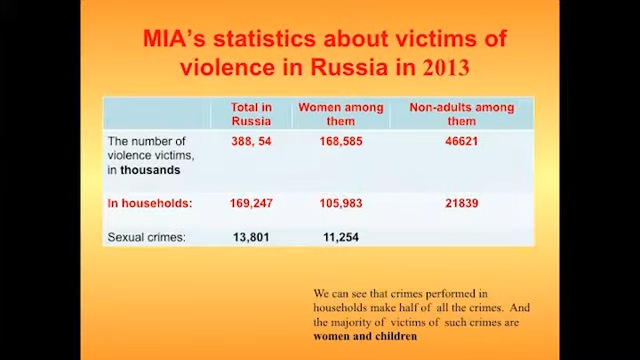 MIA's statistics about victims of
violence in Russia in 2013
Total in Russia Women among them Non-adults among them
The number of violence victims, in thousands 388, 54 168,585 46621
In households: 169,247 105,983 21839
Sexual crimes: 13,801 11,254
We can see that crimes performed in
households make half of all the crimes. And
the majority of victims of such crimes are
women and children